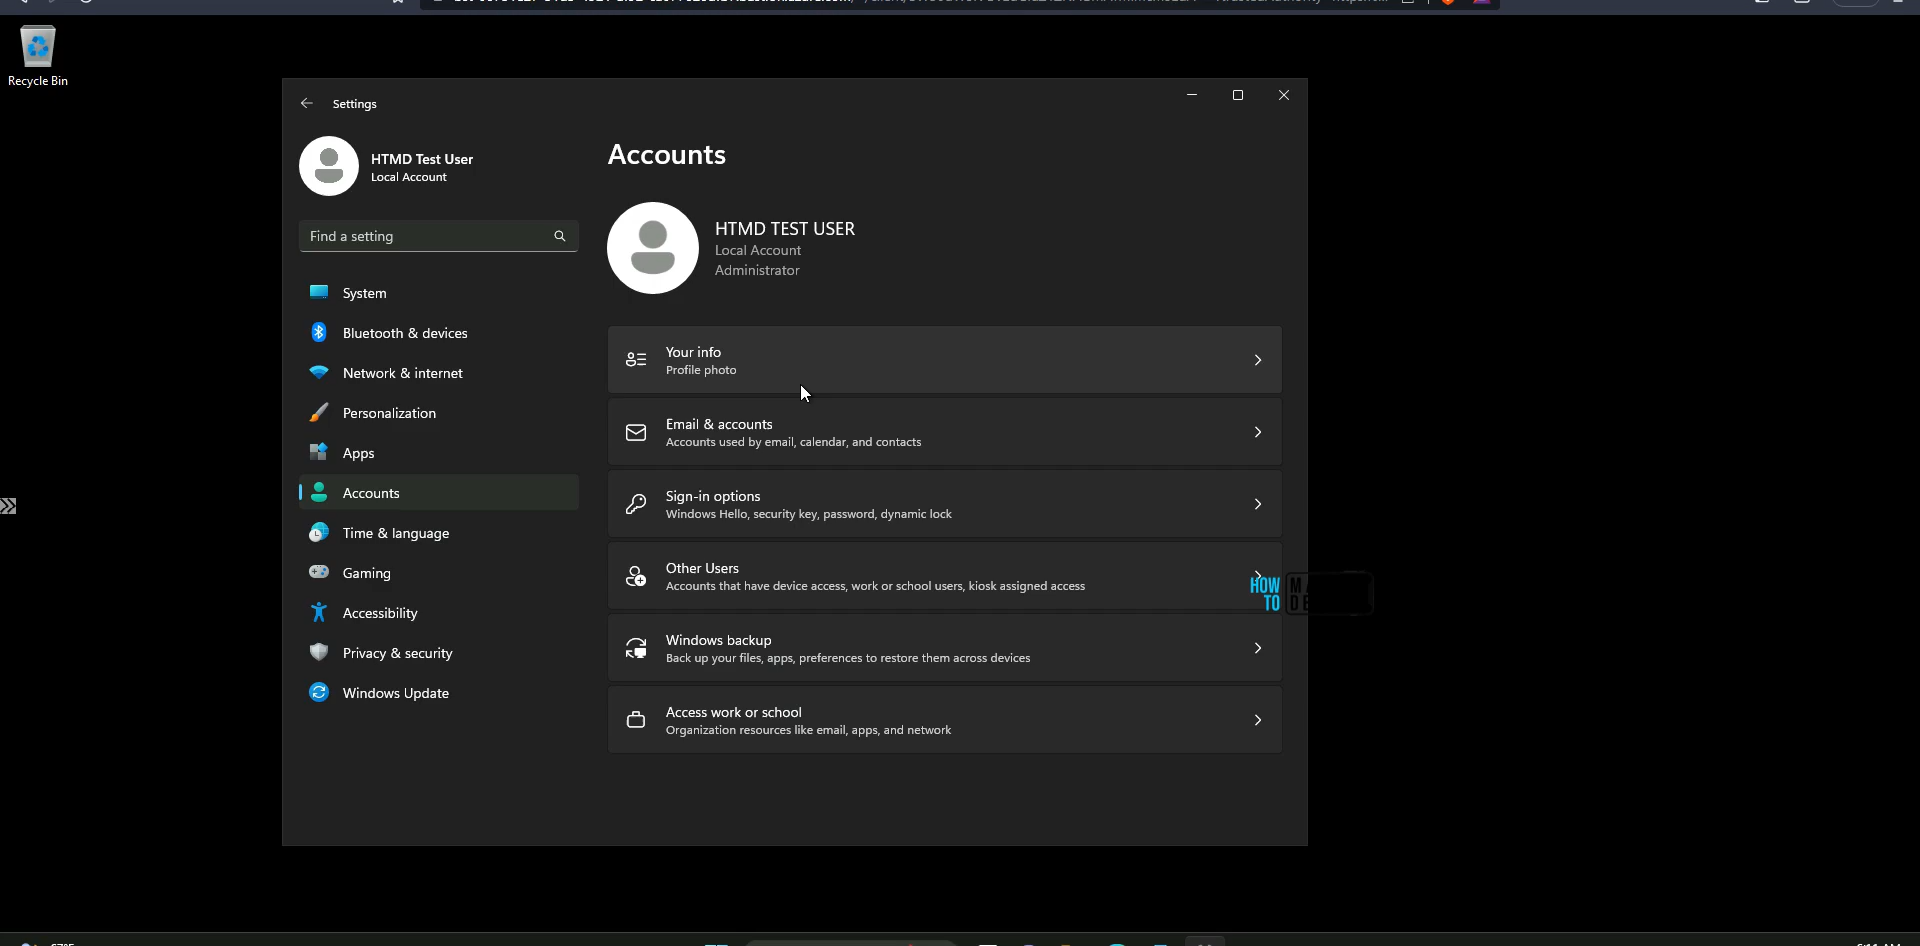 Recycle Bin
Settings
HTMD Test User
Local Account
Find a setting
System
Bluetooth & devices
Network & internet
Personalization
Apps
Accounts
Time & language
Gaming
Accessibility
Privacy & security
Windows Update
Accounts
HTMD TEST USER
Local Account
Administrator
Your info
Profile photo
Email & accounts
Accounts used by email, calendar, and contacts
Sign-in options
Windows Hello, security key, password, dynamic lock
Other Users
Accounts that have device access, work or school users, kiosk assigned access
HOW
TO
Windows backup
Back up your files, apps, preferences to restore them across devices
Access work or school
Organization resources like email, apps, and network